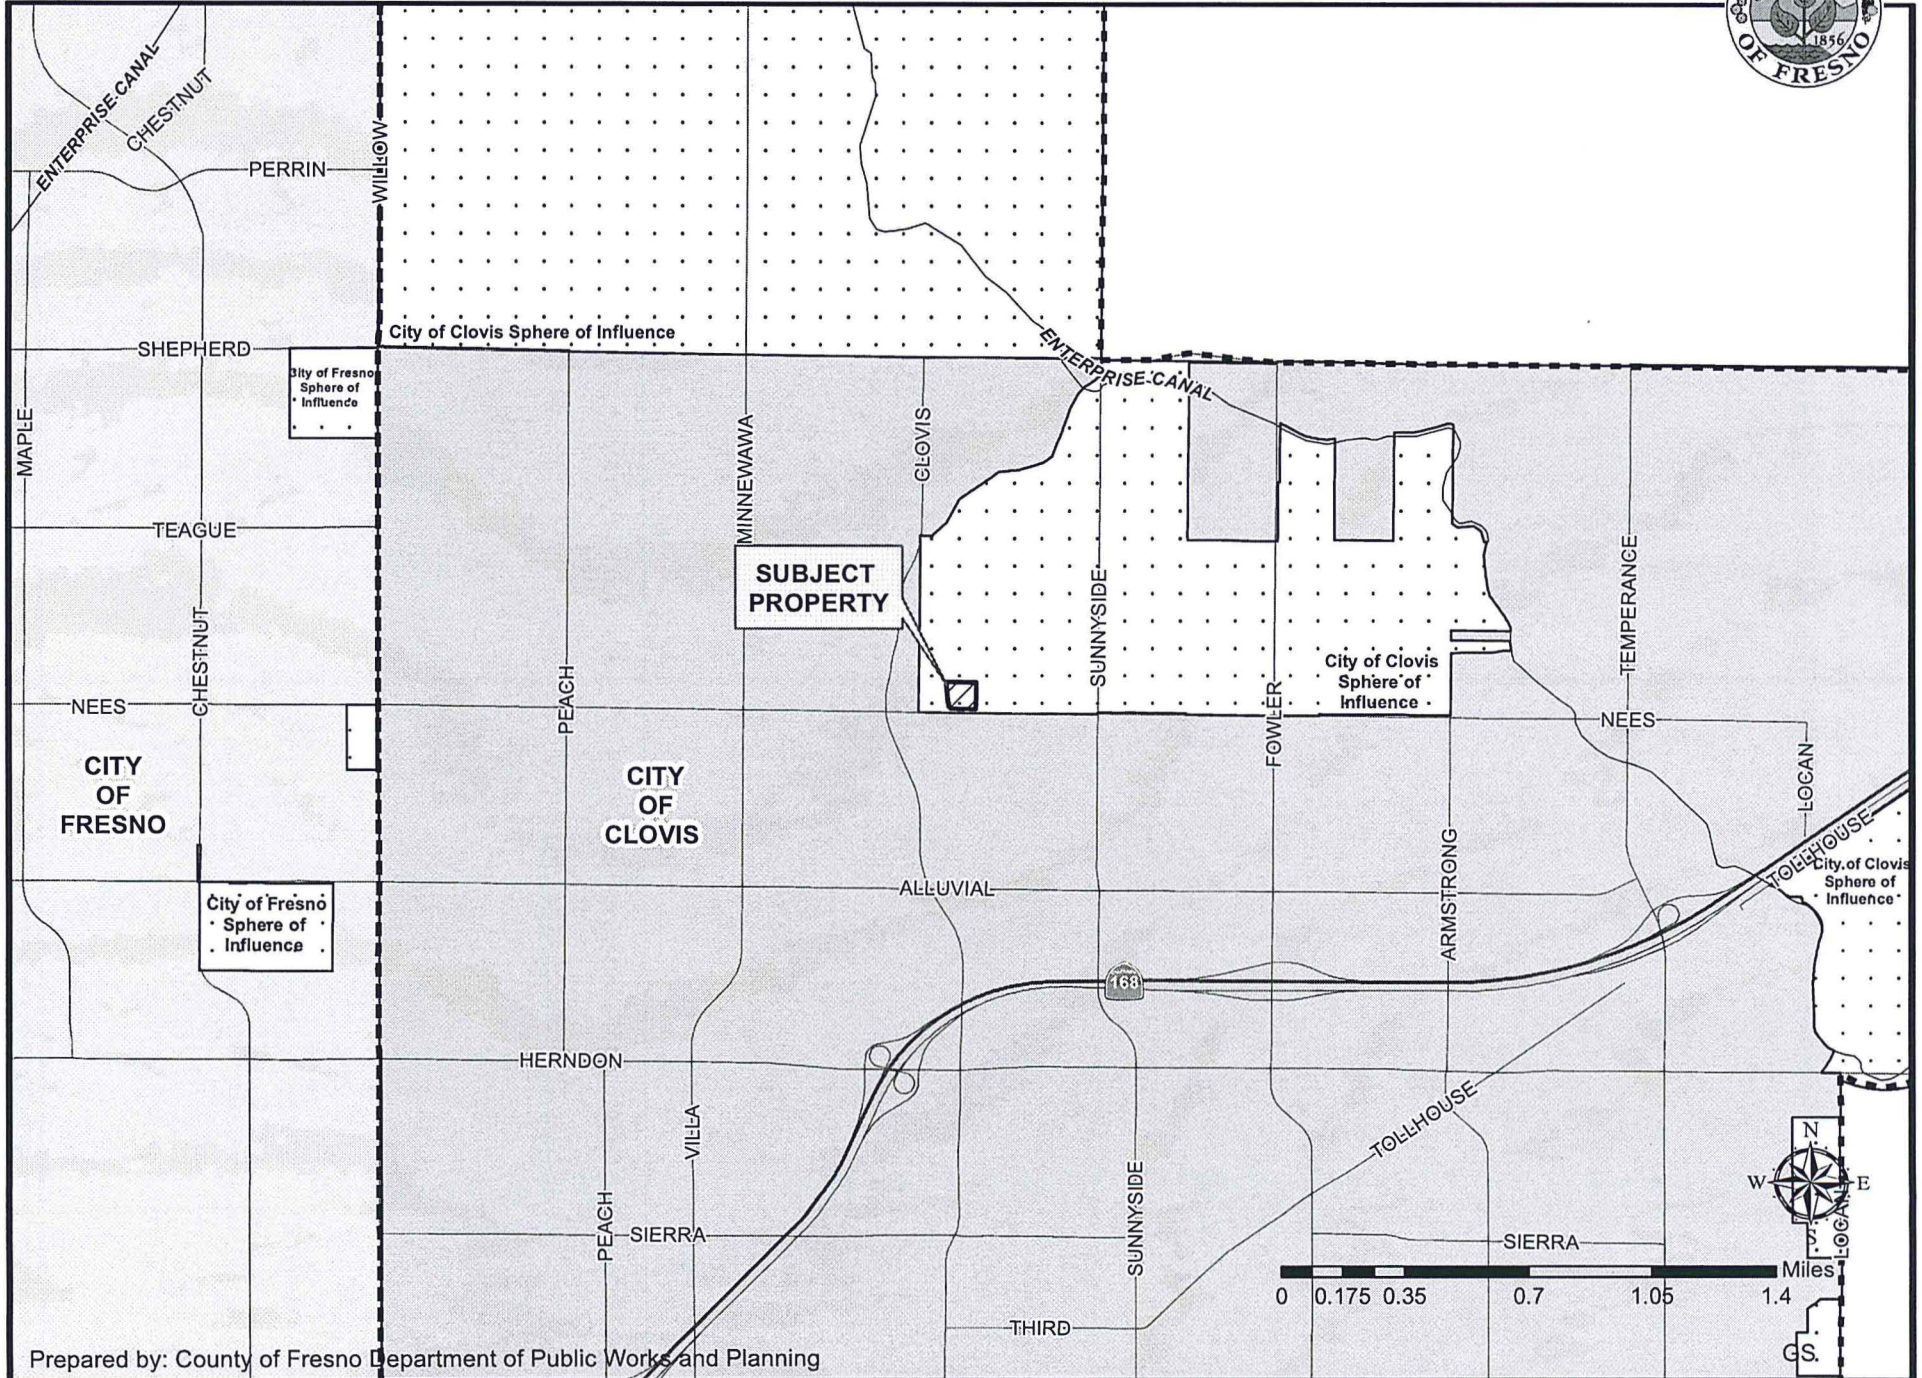 1856
OF FRESNO
ENTERPRISE CANAL
CHESTNUT
PERRIN
WILLOW
City of Clovis Sphere of Influence
SHEPHERD
ity of Fresno
Sphere of
Influence
ENTERPRISE CANAL
MAPLE
MINNEWAWA
CLOVIS
TEAGUE
SUBJECT
PROPERTY
SUNNYSIDE
TEMPERANCE
CHESTNUT
PEACH
City of Clovis
Sphere of
Influence
FOWLER
NEES
NEES
CITY
OF
FRESNO
CITY
OF
CLOVIS
LOCAN
TOLLHOUSE
City of Clovis
Sphere of
Influence
ALLUVIAL
ARMSTRONG
City of Fresno
Sphere of
Influence
168
HERNDON
VILLA
TOLLHOUSE
N
W
E
S
LOCAN
PEACH
SIERRA
SUNNYSIDE
SIERRA
Miles
0 0.175 0.35 0.7 1.05 1.4
THIRD
Prepared by: County of Fresno Department of Public Works and Planning
GS